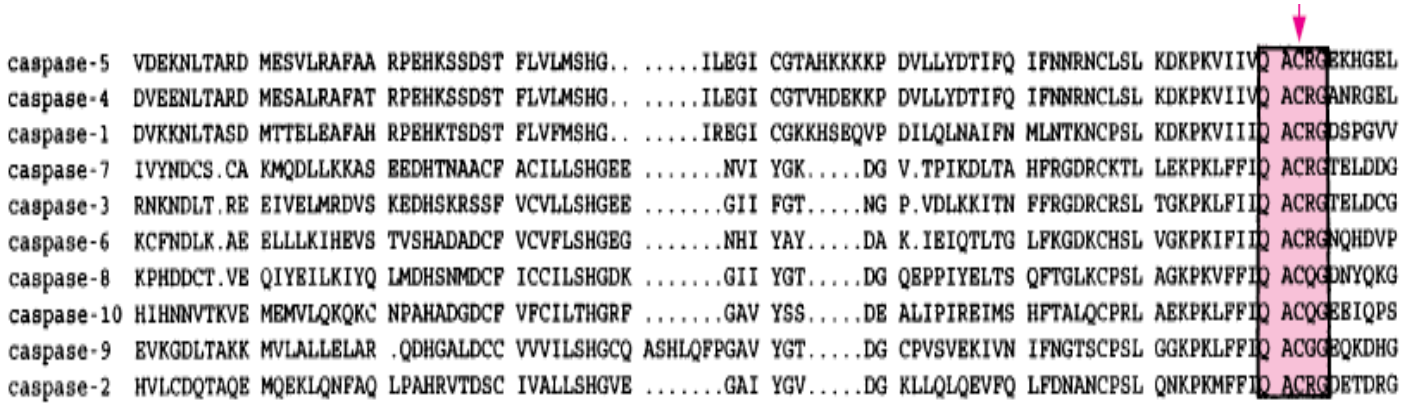 caspase-5 VDEKNLTARD MESVLRAFAA RPEHKSSDST FLVLMSHG.. .....ILEGI CGTAHKKKKP DVLLYDTIFQ IFNNRNCLSL KDKPKVIIVQ ACRGEKHGEL
caspase-4 DVEENLTARD MESALRAFAT RPEHKSSDST FLVLMSHG.. .....ILEGI CGTVHDEKKP DVLLYDTIFQ IFNNRNCLSL KDKPKVIIVQ ACRGANRGEL
caspase-1 DVKKNLTASD MTTELEAFAH RPEHKTSDST FLVFMSHG.. .....IREGI CGKKHSEQVP DILQLNAIFN MLNTKNCPSL KDKPKVIIIQ ACRGDSPGVV
caspase-7 IVYNDCS.CA KMQDLLKKAS EEDHTNAACF ACILLSHGEE .......NVI YGK.....DG V.TPIKDLTA HFRGDRCKTL LEKPKLFFIQ ACRGTELDDG
caspase-3 RNKNDLT.RE EIVELMRDVS KEDHSKRSSF VCVLLSHGEE .......GII FGT.....NG P.VDLKKITN FFRGDRCRSL TGKPKLFIIQ ACRGTELDCG
caspase-6 KCFNDLK.AE ELLLKIHEVS TVSHADADCF VCVFLSHGEG .......NHI YAY.....DA K.IEIQTLTG LFKGDKCHSL VGKPKIFIIQ ACRGNQHDVP
caspase-8 KPHDDCT.VE QIYEILKIYQ LMDHSNMDCF ICCILSHGDK .......GII YGT.....DG QEPPIYELTS QFTGLKCPSL AGKPKVFFIQ ACQGDNYQKG
caspase-10 HIHNNVTKVE MEMVLQKQKC NPAHADGDCF VFCILTHGRF .......GAV YSS.....DE ALIPIREIMS HFTALQCPRL AEKPKLFFIQ ACQGEEIQPS
caspase-9 EVKGDLTAKK MVLALLELAR .QDHGALDCC VVVILSHGCQ ASHLQFPGAV YGT.....DG CPVSVEKIVN IFNGTSCPSL GGKPKLFFIQ ACGGEQKDHG
caspase-2 HVLCDQTAQE MQEKLQNFAQ LPAHRVTDSC IVALLSHGVE .......GAI YGV.....DG KLLQLQEVFQ LFDNANCPSL QNKPKMFFIQ ACRGDETDRG